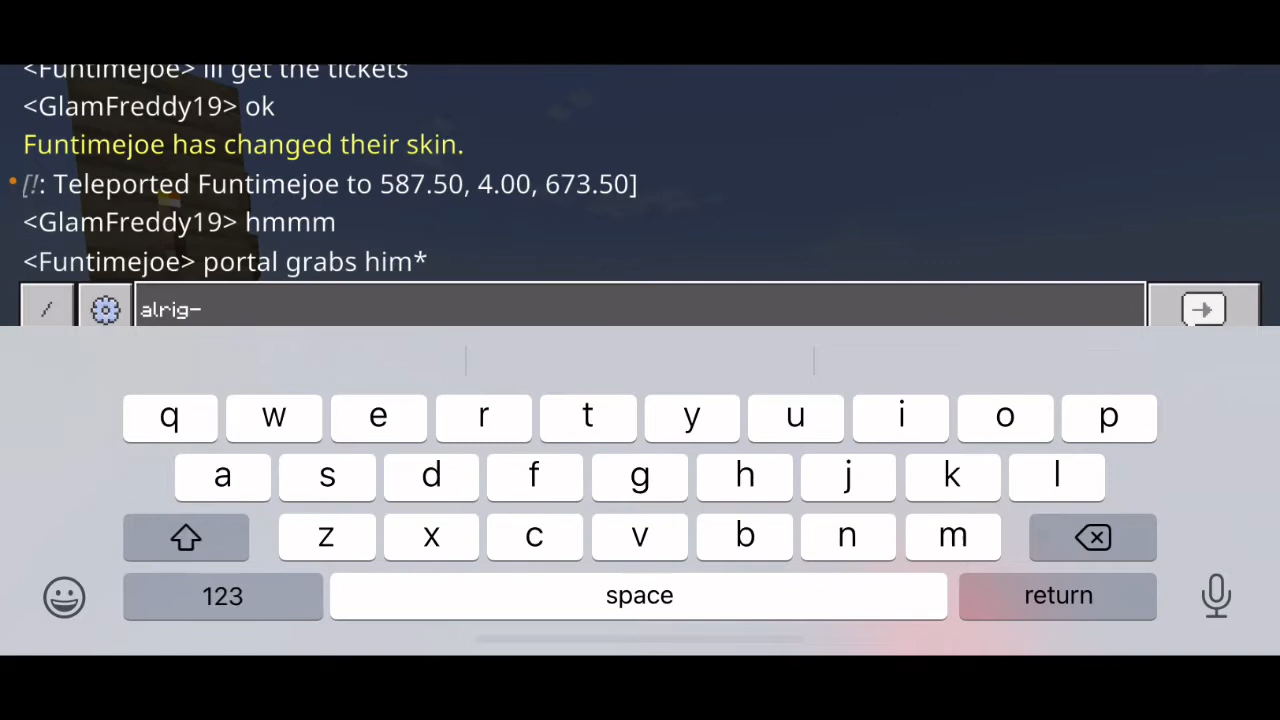 <Funtimejoe> ill get the tickets
<GlamFreddy19> ok
Funtimejoe has changed their skin.
[!: Teleported Funtimejoe to 587.50, 4.00, 673.50]
<GlamFreddy19> hmmm
<Funtimejoe> portal grabs him*
/ alrig-
q w e r t y u i o p
a s d f g h j k l
z x c v b n m
123 space return